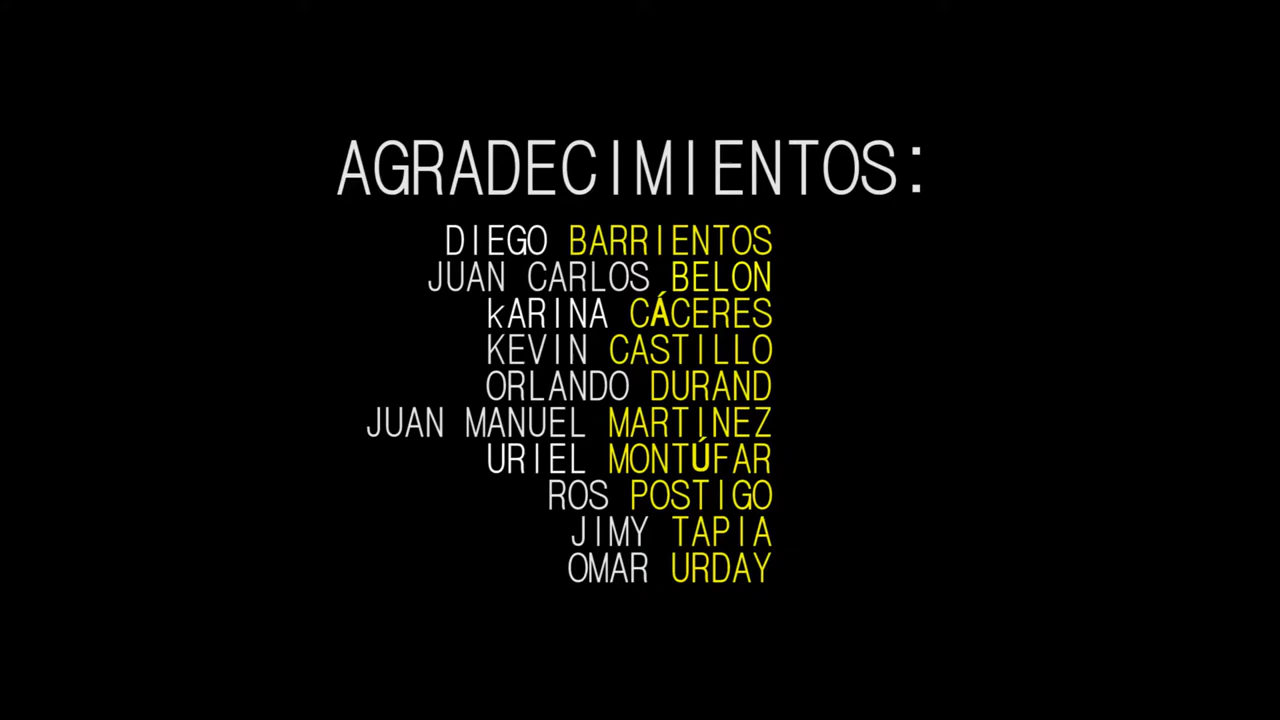 AGRADECIMIENTOS:
DIEGO BARRIENTOS
JUAN CARLOS BELON
kARINA CÁCERES
KEVIN CASTILLO
ORLANDO DURAND
JUAN MANUEL MARTINEZ
URIEL MONTÚFAR
ROS POSTIGO
JIMY TAPIA
OMAR URDAY